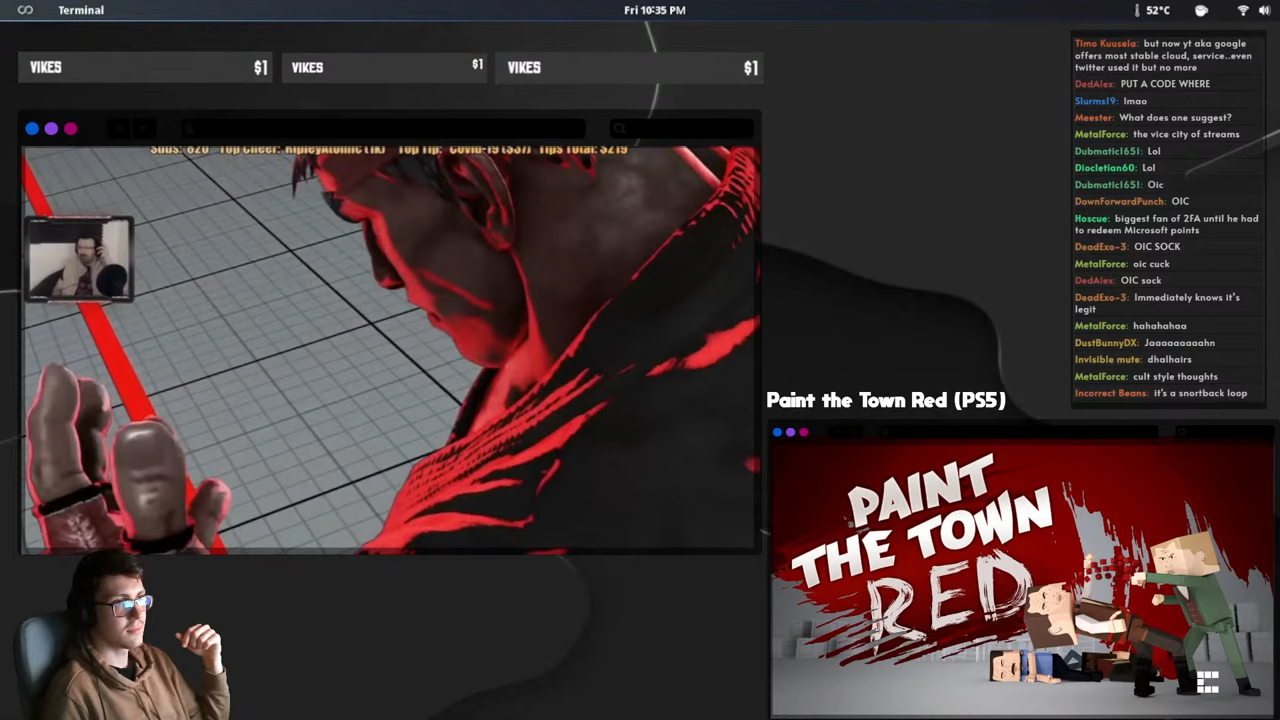 Terminal
Fri 10:35 PM
52°C
VIKES $1
VIKES $1
VIKES $1
Subs: 820 Top Cheer: RipleyAtomic (1K) Top Tip: Covid-19 ($37) Tips Total: $219
Timo Kuusela: but now yt aka google
offers most stable cloud, service..even
twitter used it but no more
DedAlex: PUT A CODE WHERE
Slurms19: lmao
Meester: What does one suggest?
MetalForce: the vice city of streams
Dubmatic1651: Lol
Diocletian60: Lol
Dubmatic1651: Oic
DownForwardPunch: OIC
Hoscue: biggest fan of 2FA until he had
to redeem Microsoft points
DeadExo-3: OIC SOCK
MetalForce: oic cuck
DedAlex: OIC sock
DeadExo-3: Immediately knows it's
legit
MetalForce: hahahahaa
DustBunnyDX: Jaaaaaaaaahn
Invisible mute: dhalhairs
MetalForce: cult style thoughts
Incorrect Beans: it's a snortback loop
Paint the Town Red (PS5)
PAINT
THE TOWN
RED